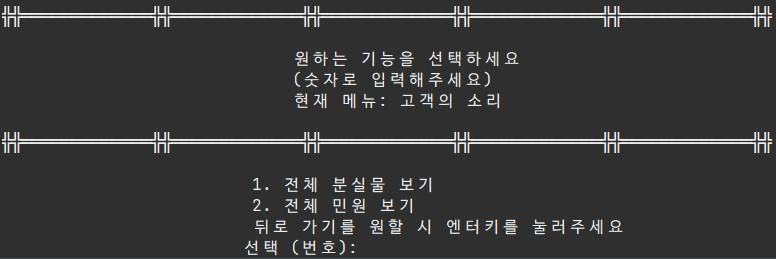 원하는 기능을 선택하세요
(숫자로 입력해주세요)
현재 메뉴: 고객의 소리
1. 전체 분실물 보기
2. 전체 민원 보기
뒤로 가기를 원할 시 엔터키를 눌러주세요
선택 (번호):